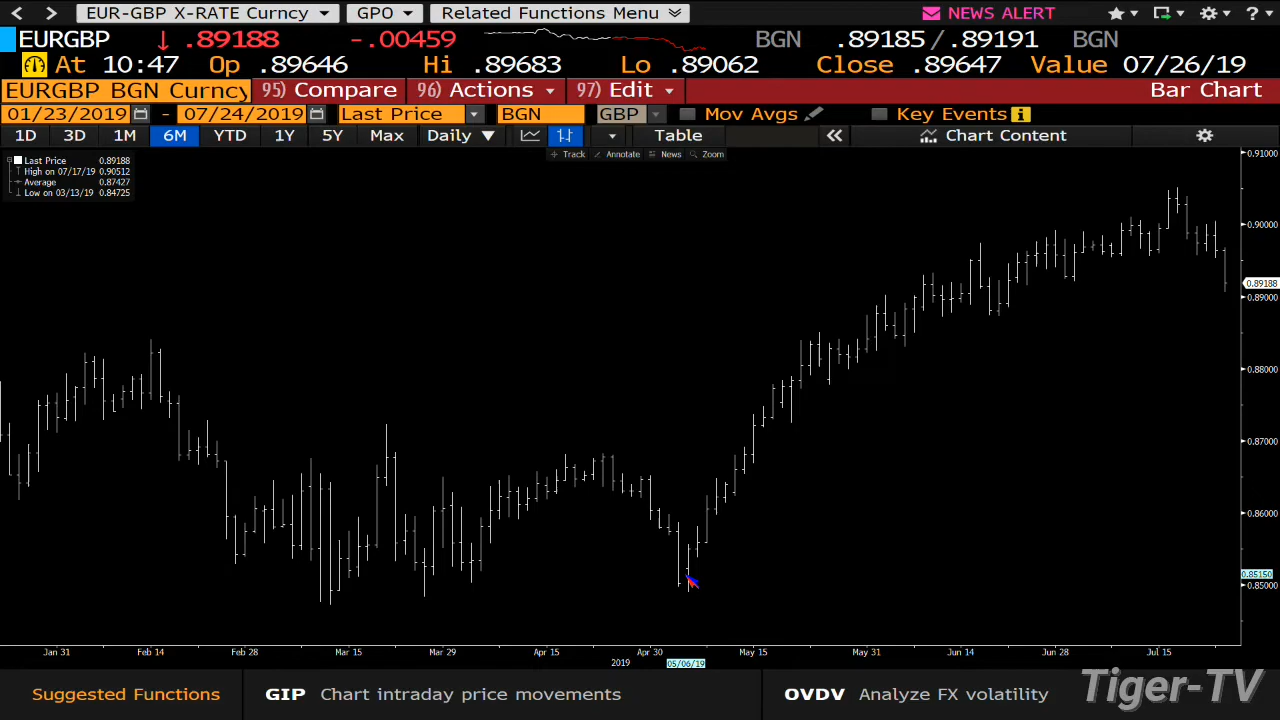 EUR-GBP X-RATE Curncy GPO Related Functions Menu NEWS ALERT ?
EURGBP ↓ .89188 -.00459 BGN .89185/.89191 BGN
At 10:47 Op .89646 Hi .89683 Lo .89062 Close .89647 Value 07/26/19
EURGBP BGN Curncy 95) Compare 96) Actions 97) Edit Bar Chart
01/23/2019 - 07/24/2019 Last Price BGN GBP Mov Avgs Key Events
1D 3D 1M 6M YTD 1Y 5Y Max Daily ▼ Table Chart Content
Track Annotate News Zoom
Last Price 0.89188
High on 07/17/19 0.90512
Average 0.87427
Low on 03/13/19 0.84725
0.91000
0.90000
0.89188
0.89000
0.88000
0.87000
0.86000
0.85150
0.85000
Jan 31 Feb 14 Feb 28 Mar 15 Mar 29 Apr 15 Apr 30 May 15 May 31 Jun 14 Jun 28 Jul 15
2019 05/06/19
Suggested Functions GIP Chart intraday price movements OVDV Analyze FX volatility
Tiger-TV